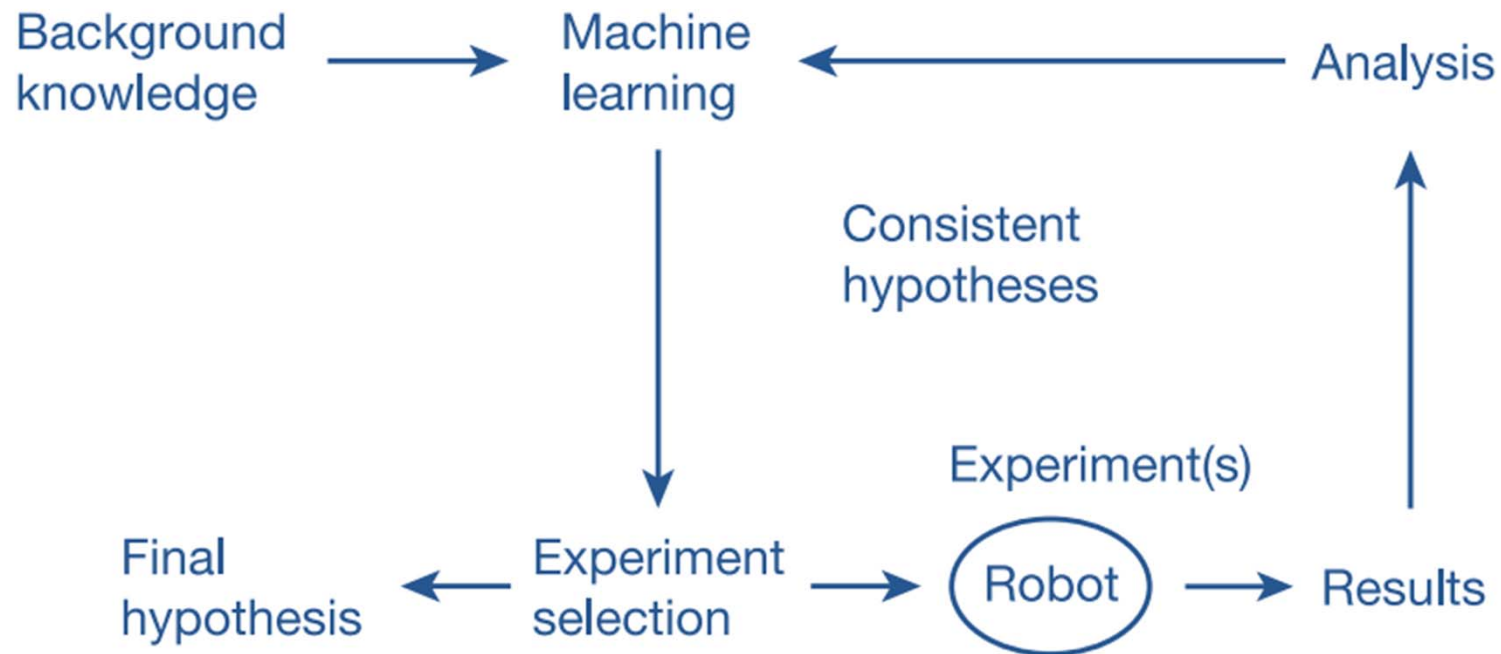 Background
knowledge
Machine
learning
Analysis
Consistent
hypotheses
Experiment(s)
Final
hypothesis
Experiment
selection
Robot
Results